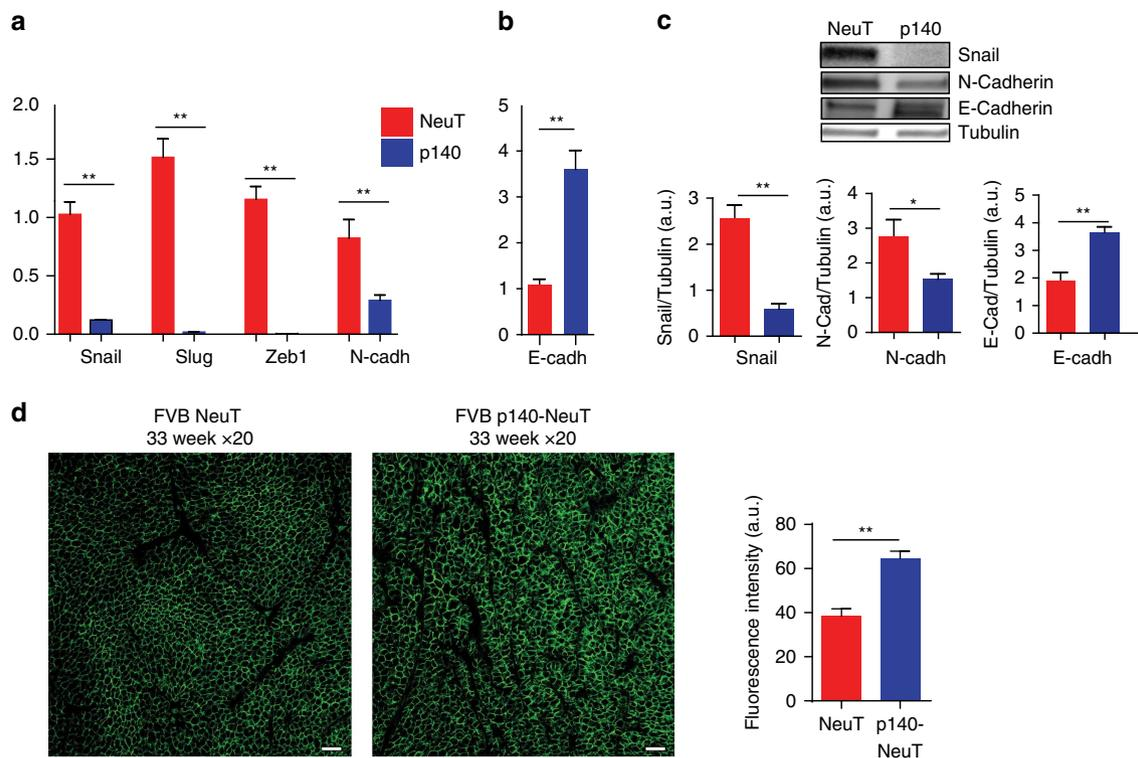 a
2.0
1.5
1.0
0.5
0.0
**
**
**
**
NeuT
p140
Snail
Slug
Zeb1
N-cadh
b
5
4
3
2
1
0
**
E-cadh
c
NeuT
p140
Snail
N-Cadherin
E-Cadherin
Tubulin
Snail/Tubulin (a.u.)
3
2
1
0
**
Snail
N-Cad/Tubulin (a.u.)
4
3
2
1
0
*
N-cadh
E-Cad/Tubulin (a.u.)
5
4
3
2
1
0
**
E-cadh
d
FVB NeuT
33 week ×20
FVB p140-NeuT
33 week ×20
Fluorescence intensity (a.u.)
80
60
40
20
0
**
NeuT
p140-
NeuT